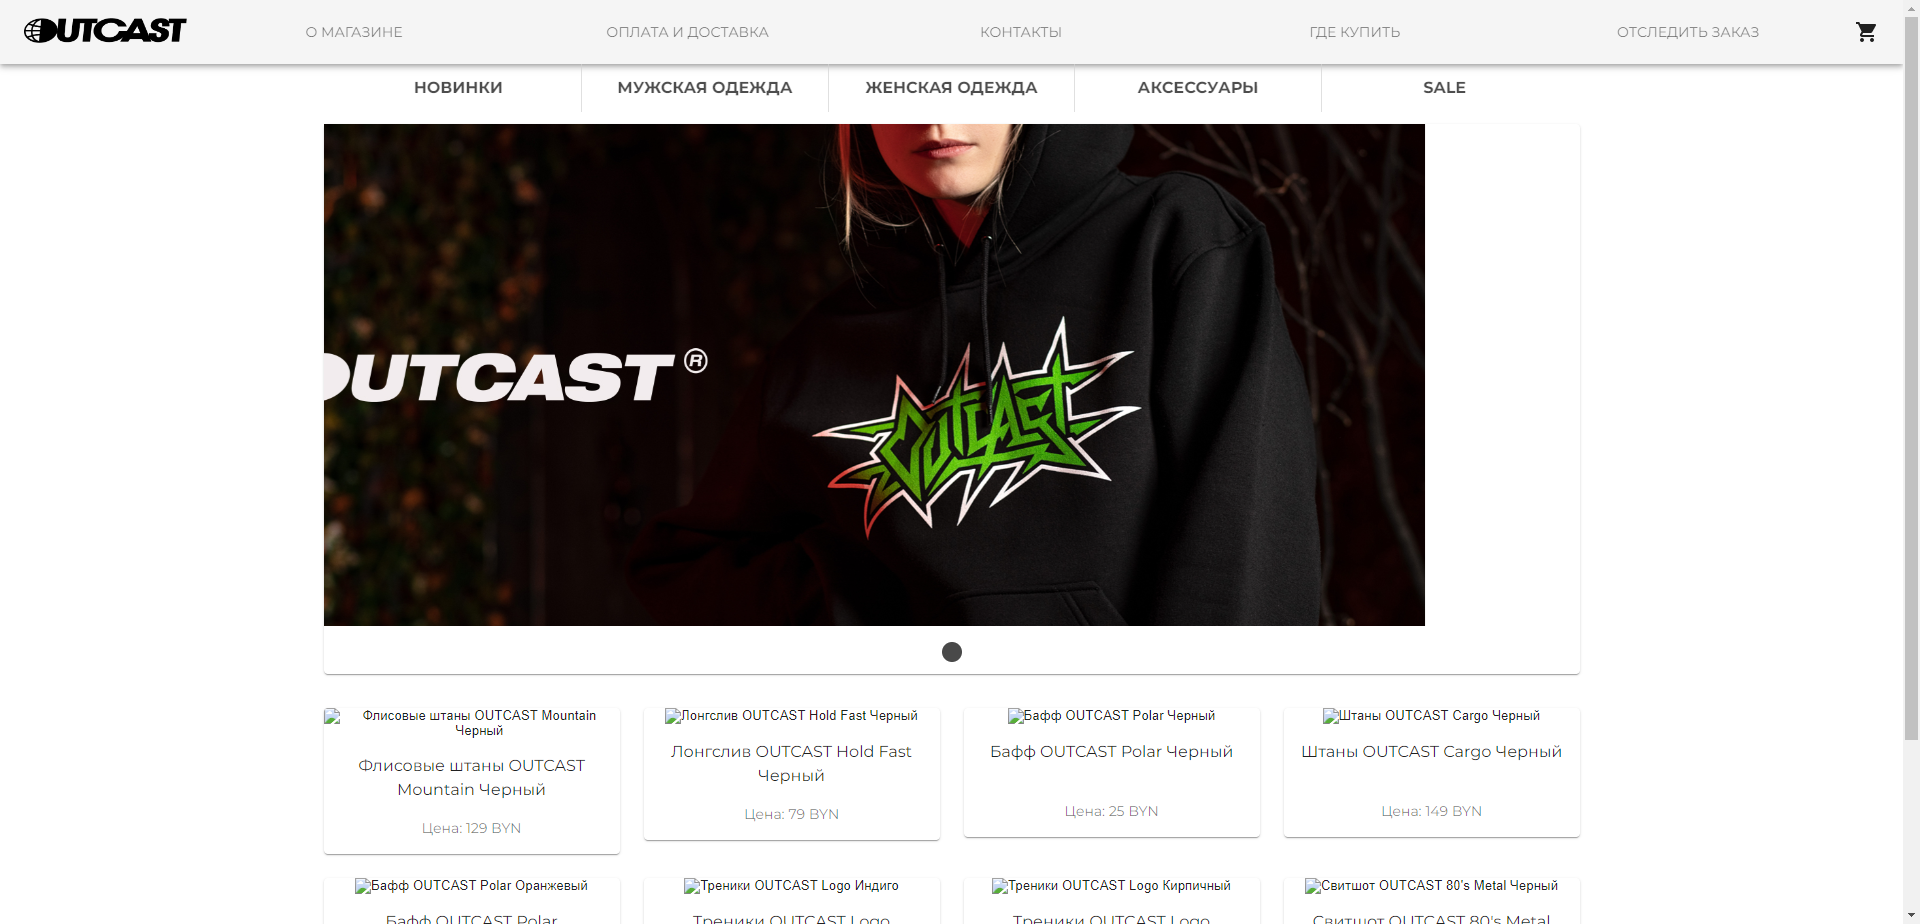 OUTCAST
О МАГАЗИНЕ
ОПЛАТА И ДОСТАВКА
КОНТАКТЫ
ГДЕ КУПИТЬ
ОТСЛЕДИТЬ ЗАКАЗ
НОВИНКИ
МУЖСКАЯ ОДЕЖДА
ЖЕНСКАЯ ОДЕЖДА
АКСЕССУАРЫ
SALE
OUTCAST®
OUTCAST
Флисовые штаны OUTCAST Mountain
Черный
Флисовые штаны OUTCAST
Mountain Черный
Цена: 129 BYN
Лонгслив OUTCAST Hold Fast Черный
Лонгслив OUTCAST Hold Fast
Черный
Цена: 79 BYN
Бафф OUTCAST Polar Черный
Бафф OUTCAST Polar Черный
Цена: 25 BYN
Штаны OUTCAST Cargo Черный
Штаны OUTCAST Cargo Черный
Цена: 149 BYN
Бафф OUTCAST Polar Оранжевый
Бафф OUTCAST Polar
Треники OUTCAST Logo Индиго
Треники OUTCAST Logo
Треники OUTCAST Logo Кирпичный
Треники OUTCAST Logo
Свитшот OUTCAST 80's Metal Черный
Свитшот OUTCAST 80's Metal